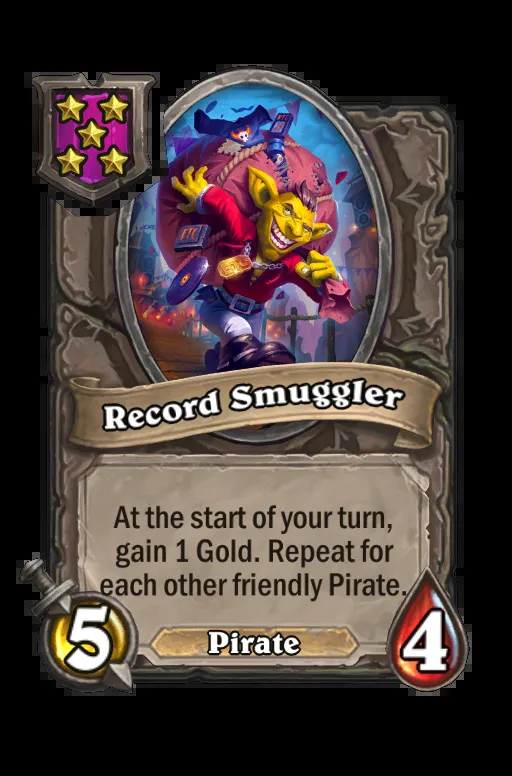 Record Smuggler
At the start of your turn,
gain 1 Gold. Repeat for
each other friendly Pirate.
5
Pirate
4